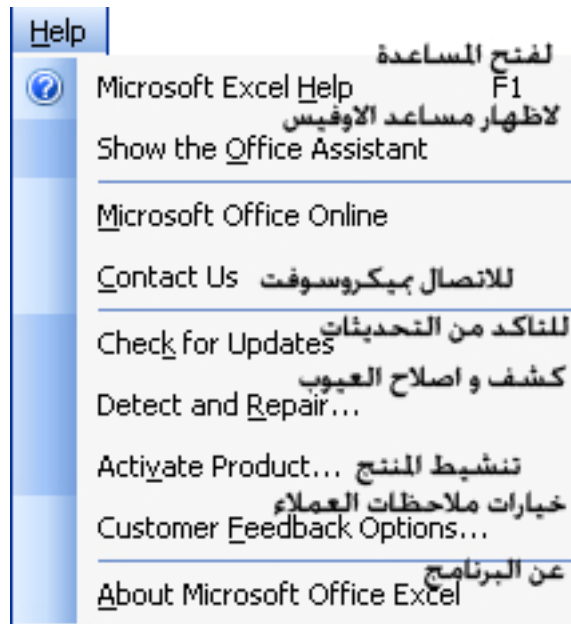 Help
لفتح المساعدة
Microsoft Excel Help F1
لاظهار مساعد الاوفيس
Show the Office Assistant
Microsoft Office Online
Contact Us للاتصال بميكروسوفت
للتاكد من التحديثات
Check for Updates
كشف و اصلاح العيوب
Detect and Repair...
Activate Product... تنشيط المنتج
خيارات ملاحظات العملاء
Customer Feedback Options...
عن البرنامج
About Microsoft Office Excel